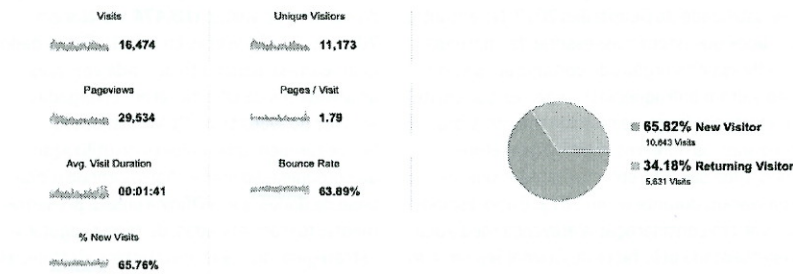 Visits
16,474
Unique Visitors
11,173
Pageviews
29,534
Pages / Visit
1.79
Avg. Visit Duration
00:01:41
Bounce Rate
63.89%
% New Visits
65.76%
65.82% New Visitor
10,843 Visits
34.18% Returning Visitor
5,631 Visits